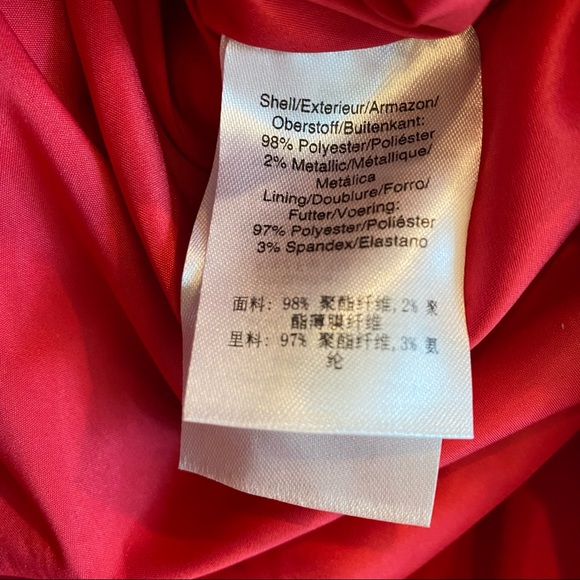 Shell/Exterieur/Armazon/
Oberstoff/Buitenkant:
98% Polyester/Poliéster
2% Metallic/Métallique/
Metálica
Lining/Doublure/Forro/
Futter/Voering:
97% Polyester/Poliéster
3% Spandex/Elastano
面料: 98% 聚酯纤维,2% 聚
酯薄膜纤维
里料: 97% 聚酯纤维,3% 氨
纶